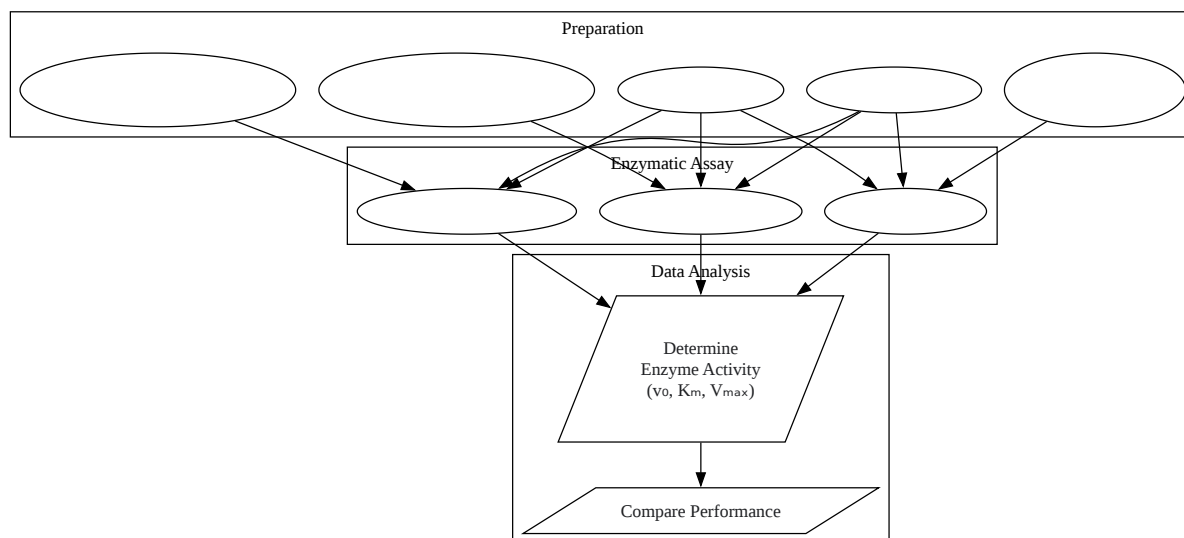 Preparation
Enzymatic Assay
Data Analysis
Determine
Enzyme Activity
(v₀, Kₘ, Vₘₐₓ)
Compare Performance